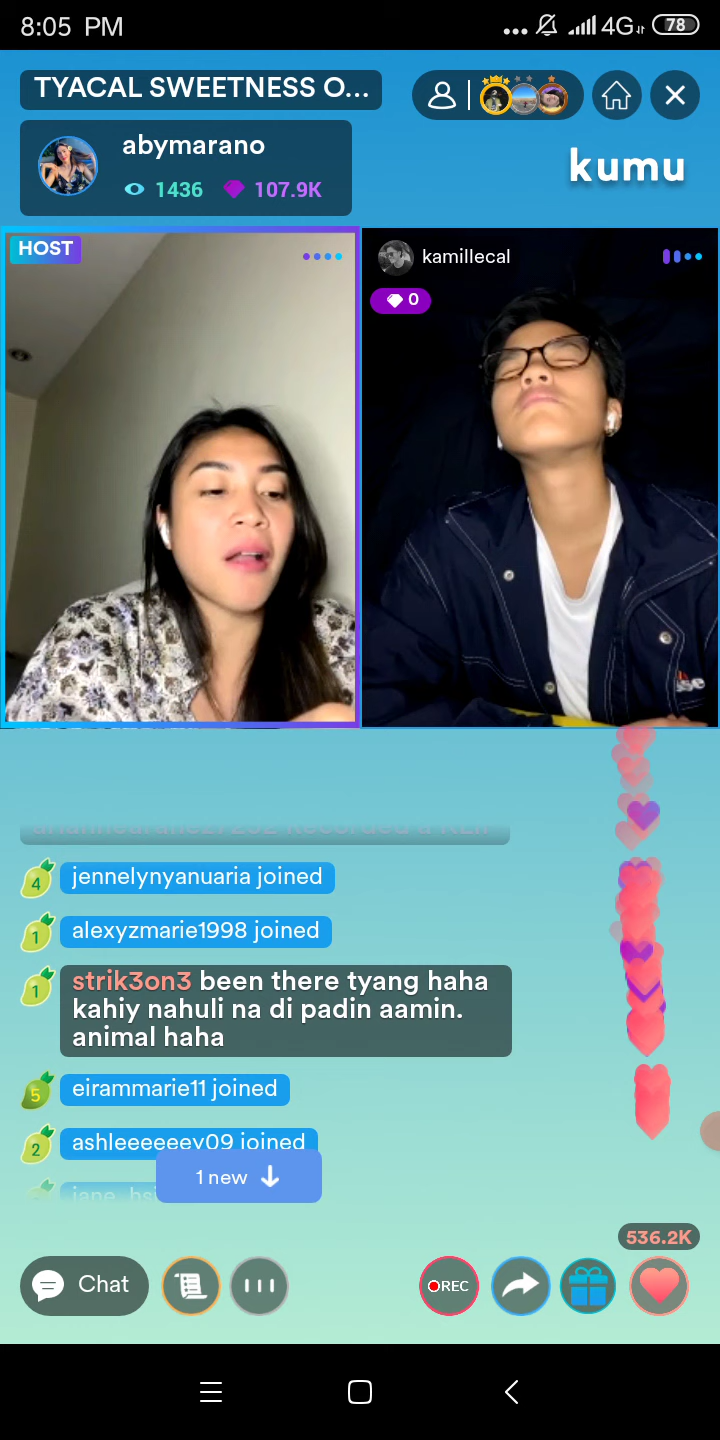 8:05 PM
4G
78
TYACAL SWEETNESS O...
abymarano
1436
107.9K
kumu
HOST
kamillecal
0
4
jennelynyanuaria joined
1
alexyzmarie1998 joined
1
strik3on3 been there tyang haha
kahiy nahuli na di padin aamin.
animal haha
5
eirammarie11 joined
2
ashleeeeeey09 joined
1 new
536.2K
Chat
REC